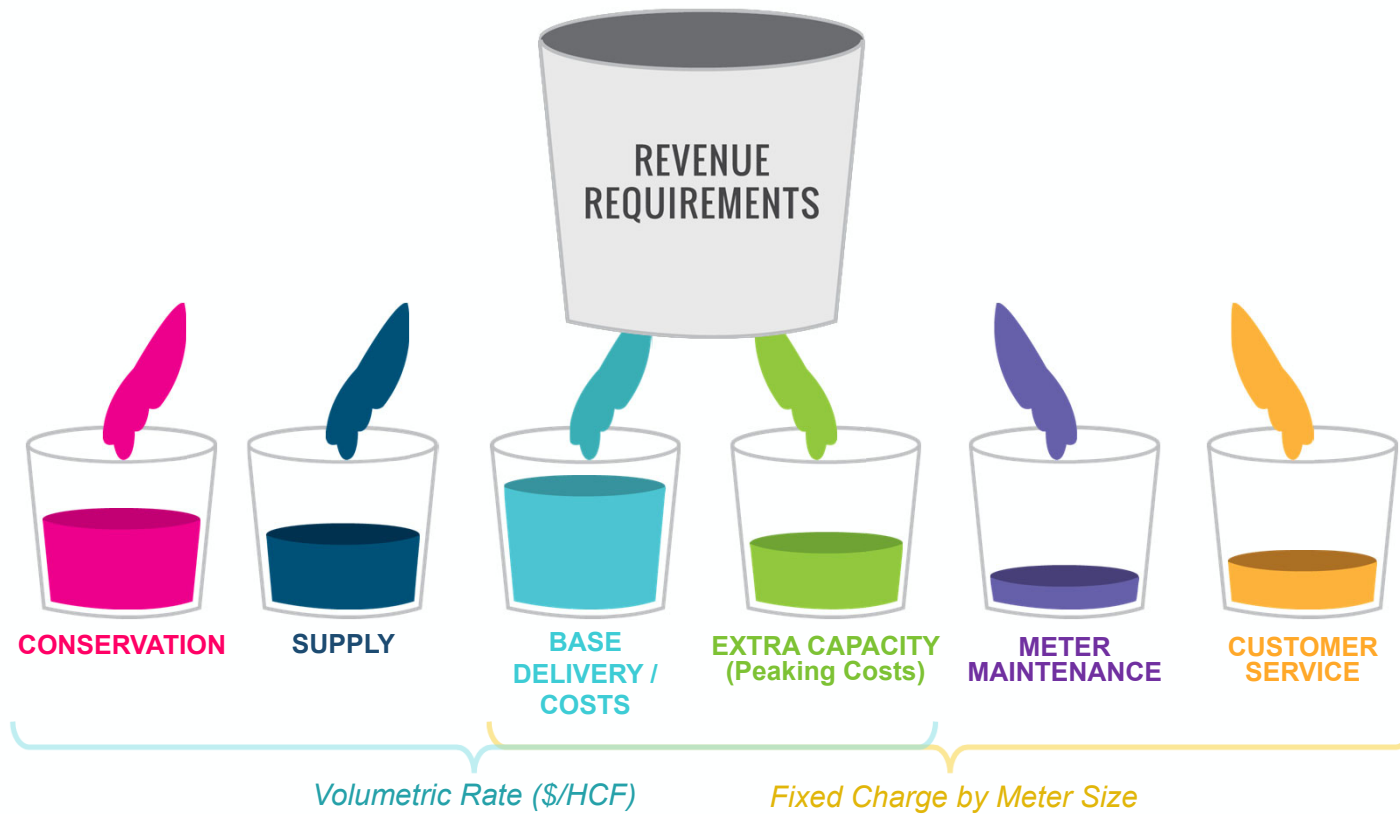 REVENUE
REQUIREMENTS
CONSERVATION
SUPPLY
BASE
DELIVERY /
COSTS
EXTRA CAPACITY
(Peaking Costs)
METER
MAINTENANCE
CUSTOMER
SERVICE
Volumetric Rate ($/HCF)
Fixed Charge by Meter Size